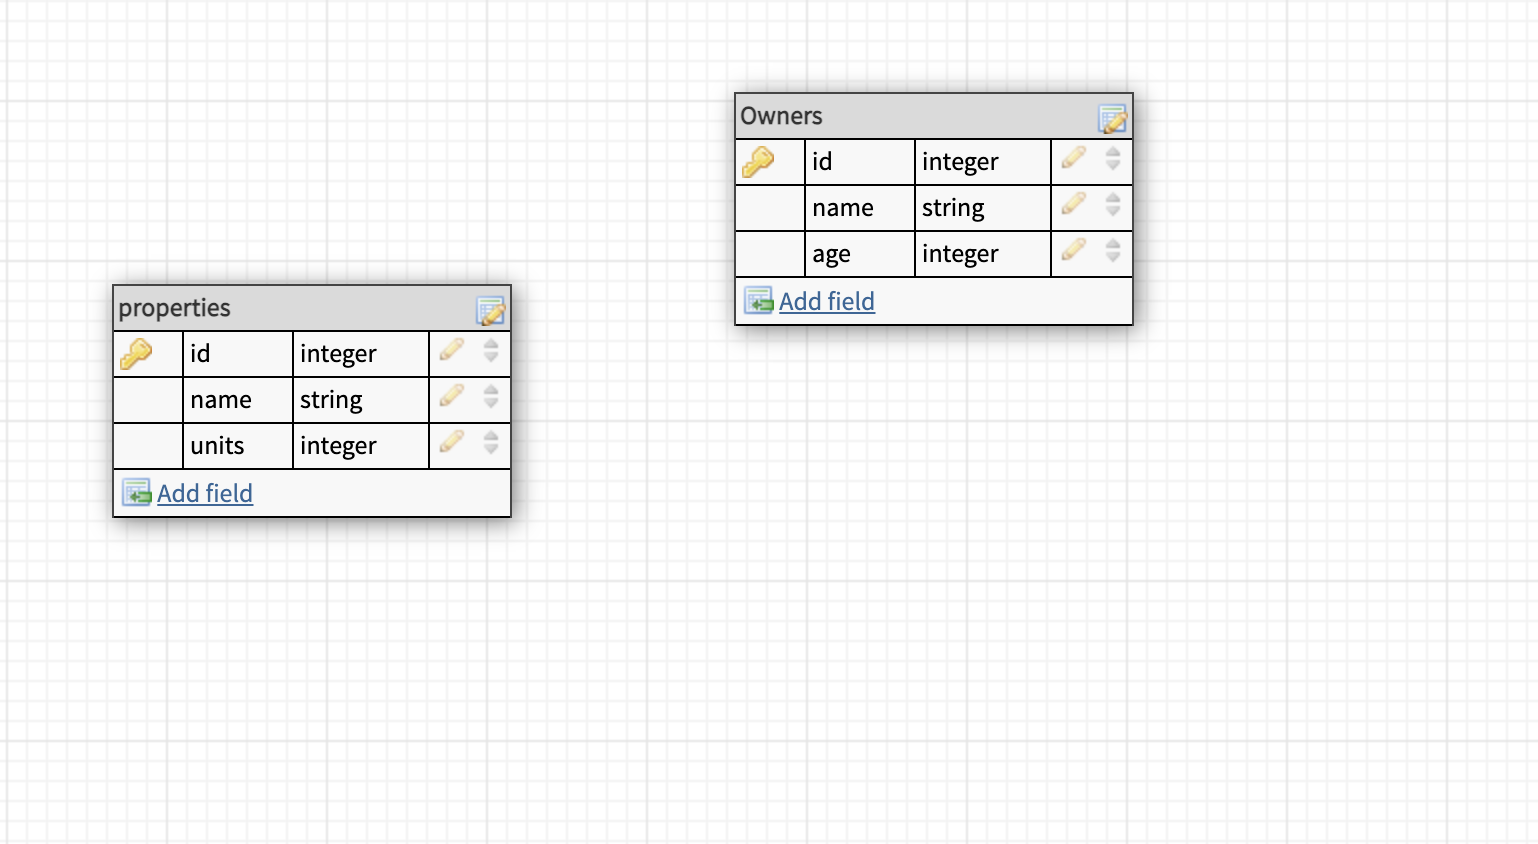 Owners
id integer
name string
age integer
Add field
properties
id integer
name string
units integer
Add field